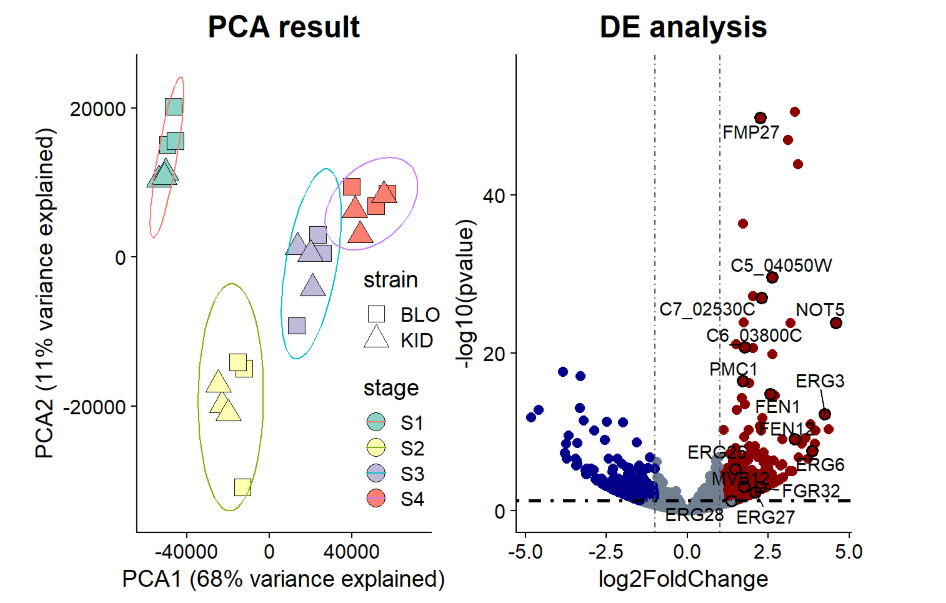 PCA result
PCA2 (11% variance explained)
20000
0
-20000
-40000
0
40000
PCA1 (68% variance explained)
strain
BLO
KID
stage
S1
S2
S3
S4
DE analysis
-log10(pvalue)
40
20
0
-5.0
-2.5
0.0
2.5
5.0
log2FoldChange
FMP27
C5_04050W
C7_02530C
NOT5
C6_03800C
PMC1
ERG3
FEN1
FEN12
ERG6
FGR32
ERG28
ERG27